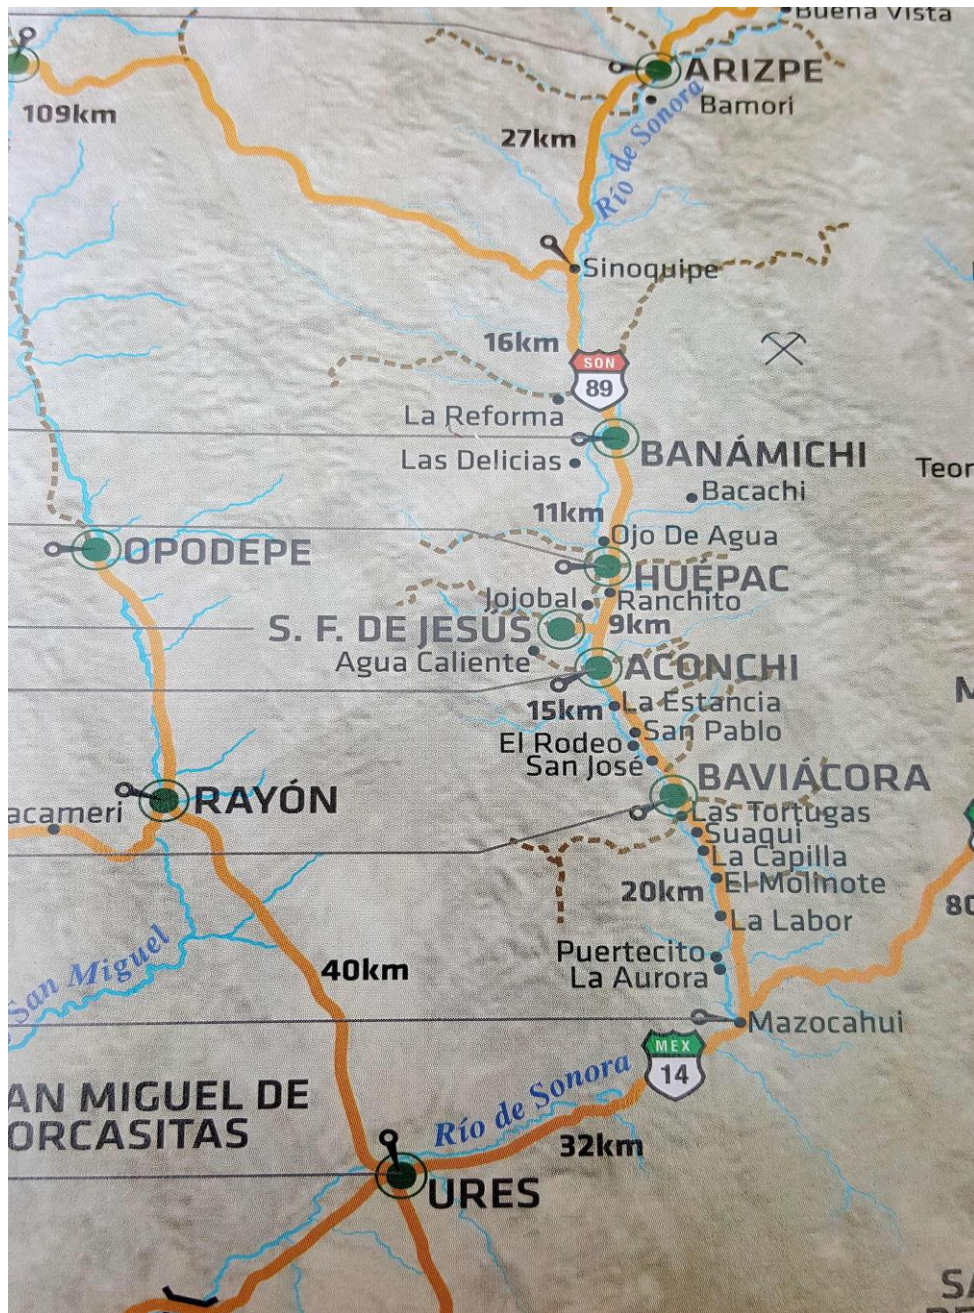 Buena Vista
ARIZPE
Bamori
109km
27km
Río de Sonora
Sinoquipe
16km
SON
89
La Reforma
BANÁMICHI
Las Delicias
Bacachi
11km
Ojo De Agua
OPODEPE
HUÉPAC
Jojobal
Ranchito
S. F. DE JESÚS
9km
Agua Caliente
ACONCHI
15km
La Estancia
San Pablo
El Rodeo
San José
BAVIÁCORA
RAYÓN
Las Tortugas
Suaqui
La Capilla
El Molinote
20km
La Labor
80
San Miguel
40km
Puertecito
La Aurora
Mazocahui
MEX
14
AN MIGUEL DE
ORCASITAS
Río de Sonora
32km
URES